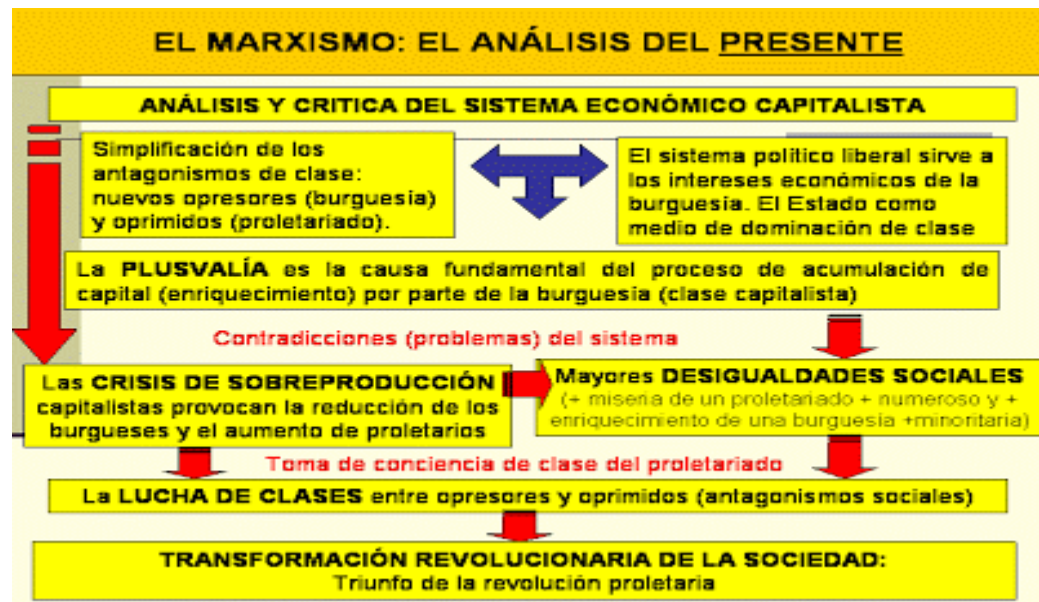 EL MARXISMO: EL ANÁLISIS DEL PRESENTE
ANÁLISIS Y CRITICA DEL SISTEMA ECONÓMICO CAPITALISTA
Simplificación de los
antagonismos de clase:
nuevos opresores (burguesía)
y oprimidos (proletariado).
El sistema político liberal sirve a
los intereses económicos de la
burguesía. El Estado como
medio de dominación de clase
La PLUSVALÍA es la causa fundamental del proceso de acumulación de
capital (enriquecimiento) por parte de la burguesía (clase capitalista)
Contradicciones (problemas) del sistema
Las CRISIS DE SOBREPRODUCCIÓN
capitalistas provocan la reducción de los
burgueses y el aumento de proletarios
Mayores DESIGUALDADES SOCIALES
(+ miseria de un proletariado + numeroso y +
enriquecimiento de una burguesía +minoritaria)
Toma de conciencia de clase del proletariado
La LUCHA DE CLASES entre opresores y oprimidos (antagonismos sociales)
TRANSFORMACIÓN REVOLUCIONARIA DE LA SOCIEDAD:
Triunfo de la revolución proletaria